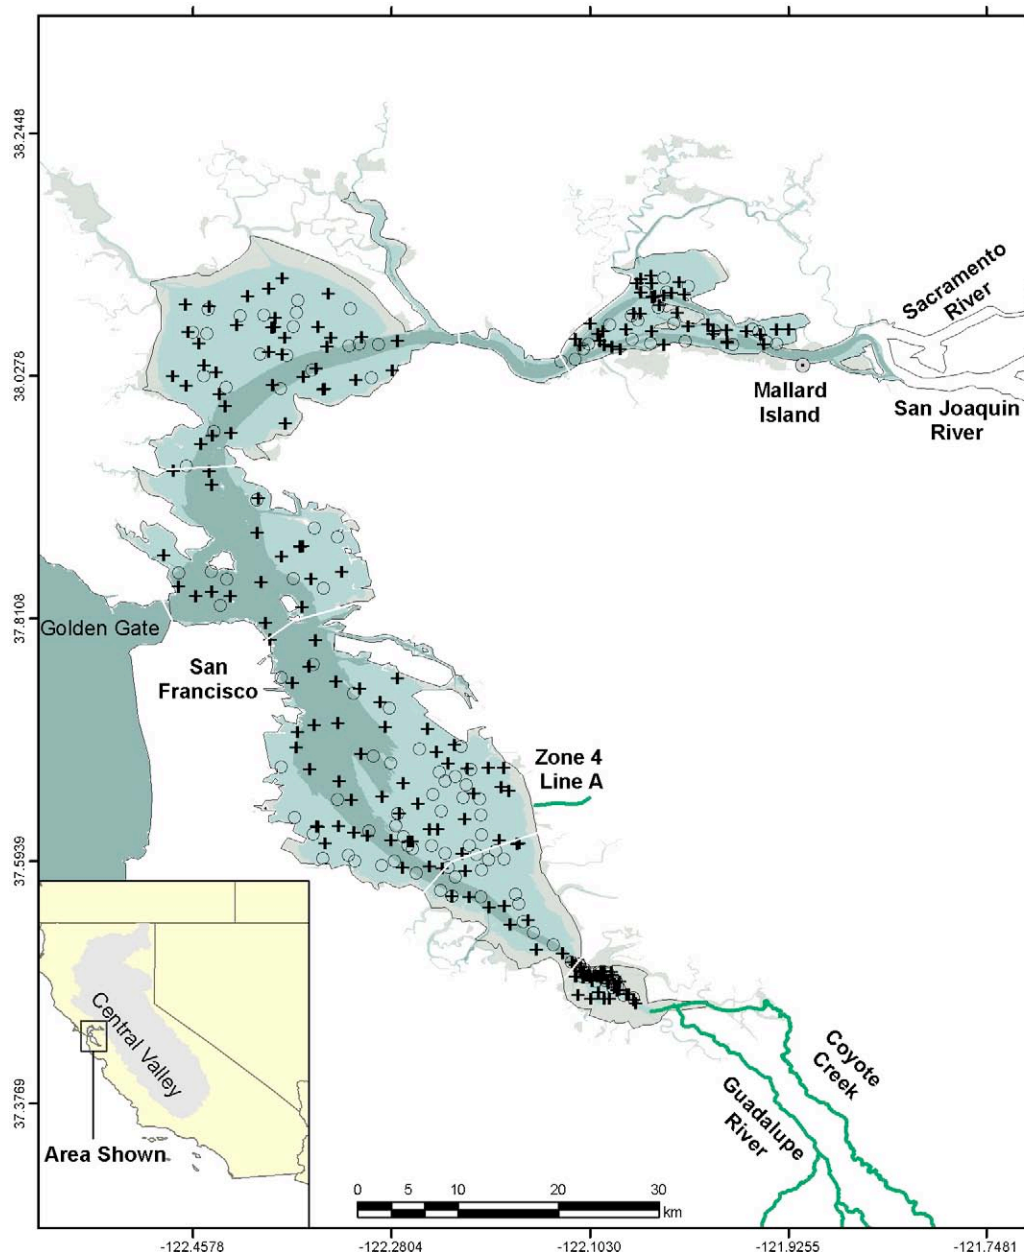 38.2448
Sacramento
River
38.0278
Mallard
Island
San Joaquin
River
37.8108
Golden Gate
San
Francisco
Zone 4
Line A
37.5939
Central Valley
Coyote
Creek
37.3769
Guadalupe
River
Area Shown
0 5 10 20 30
km
-122.4578 -122.2804 -122.1030 -121.9255 -121.7481